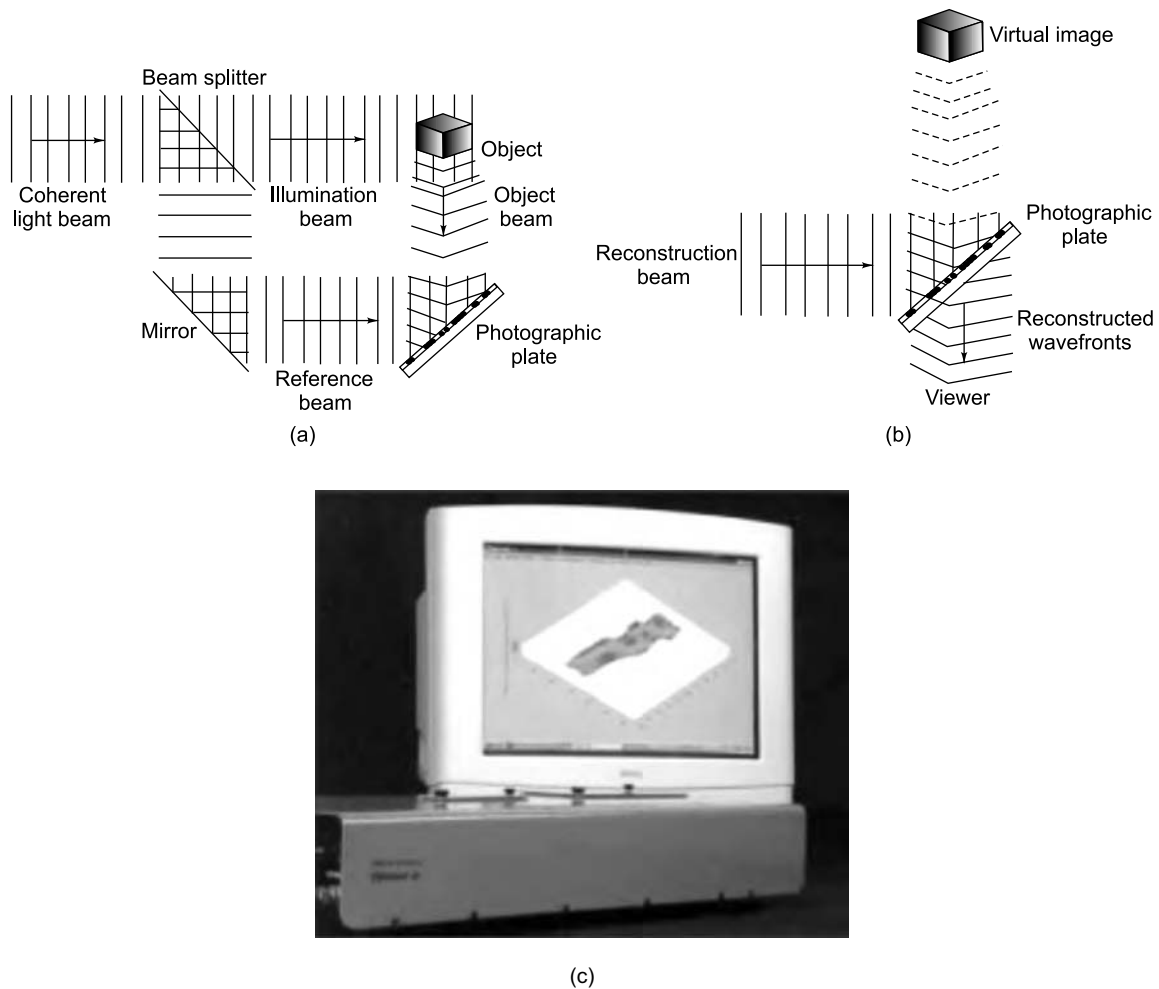 Beam splitter
Coherent
light beam
Illumination
beam
Object
Object
beam
Mirror
Reference
beam
Photographic
plate
(a)
Virtual image
Reconstruction
beam
Photographic
plate
Reconstructed
wavefronts
Viewer
(b)
(c)